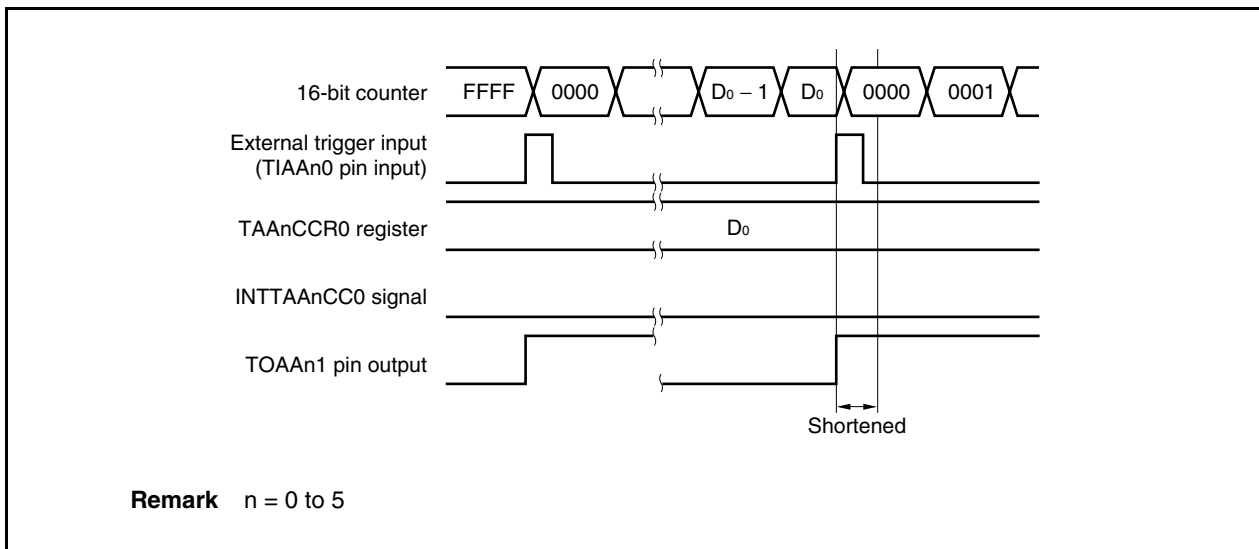 16-bit counter FFFF 0000 D₀ − 1 D₀ 0000 0001
External trigger input
(TIAAn0 pin input)
TAAnCCR0 register D₀
INTTAAnCC0 signal
TOAAn1 pin output
Shortened
Remark n = 0 to 5